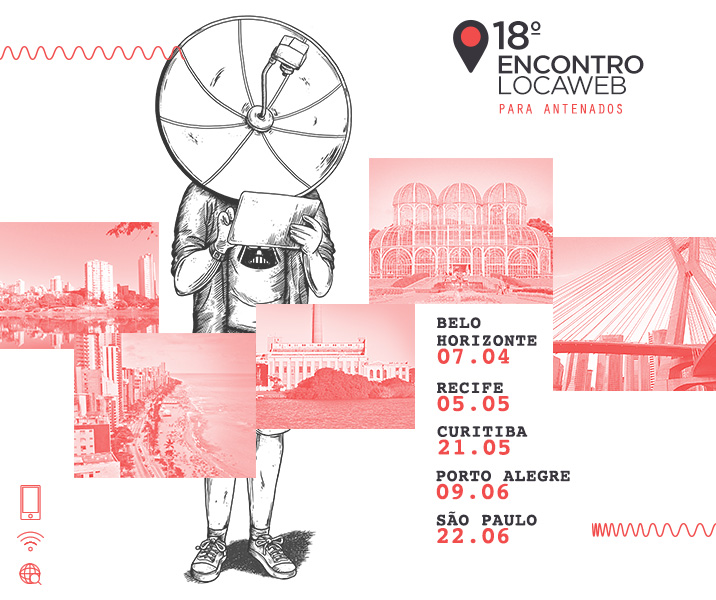 18º
ENCONTRO
LOCAWEB
PARA ANTENADOS
BELO
HORIZONTE
07.04
RECIFE
05.05
CURITIBA
21.05
PORTO ALEGRE
09.06
SÃO PAULO
22.06